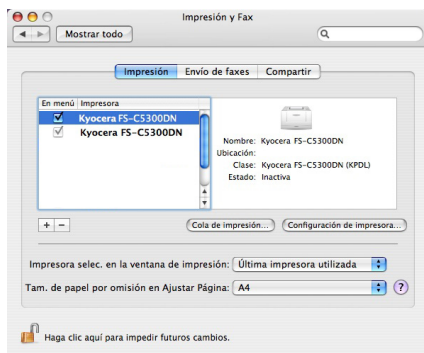 Impresión y Fax
Mostrar todo
Impresión Envío de faxes Compartir
En menú Impresora
Kyocera FS-C5300DN
Kyocera FS-C5300DN
Nombre: Kyocera FS-C5300DN
Ubicación:
Clase: Kyocera FS-C5300DN (KPDL)
Estado: Inactiva
+ − Cola de impresión... Configuración de impresora...
Impresora selec. en la ventana de impresión: Última impresora utilizada
Tam. de papel por omisión en Ajustar Página: A4 ?
Haga clic aquí para impedir futuros cambios.